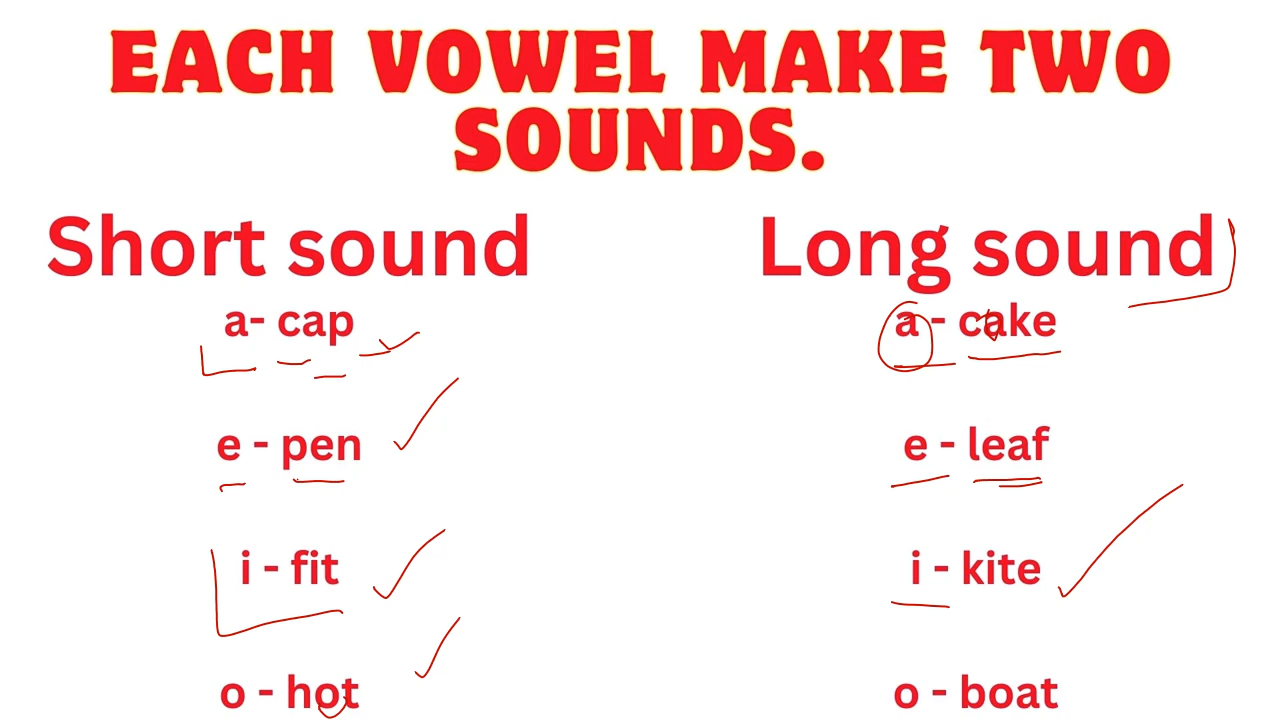 EACH VOWEL MAKE TWO
SOUNDS.
Short sound
a- cap
e - pen
i - fit
o - hot
Long sound
a - cake
e - leaf
i - kite
o - boat